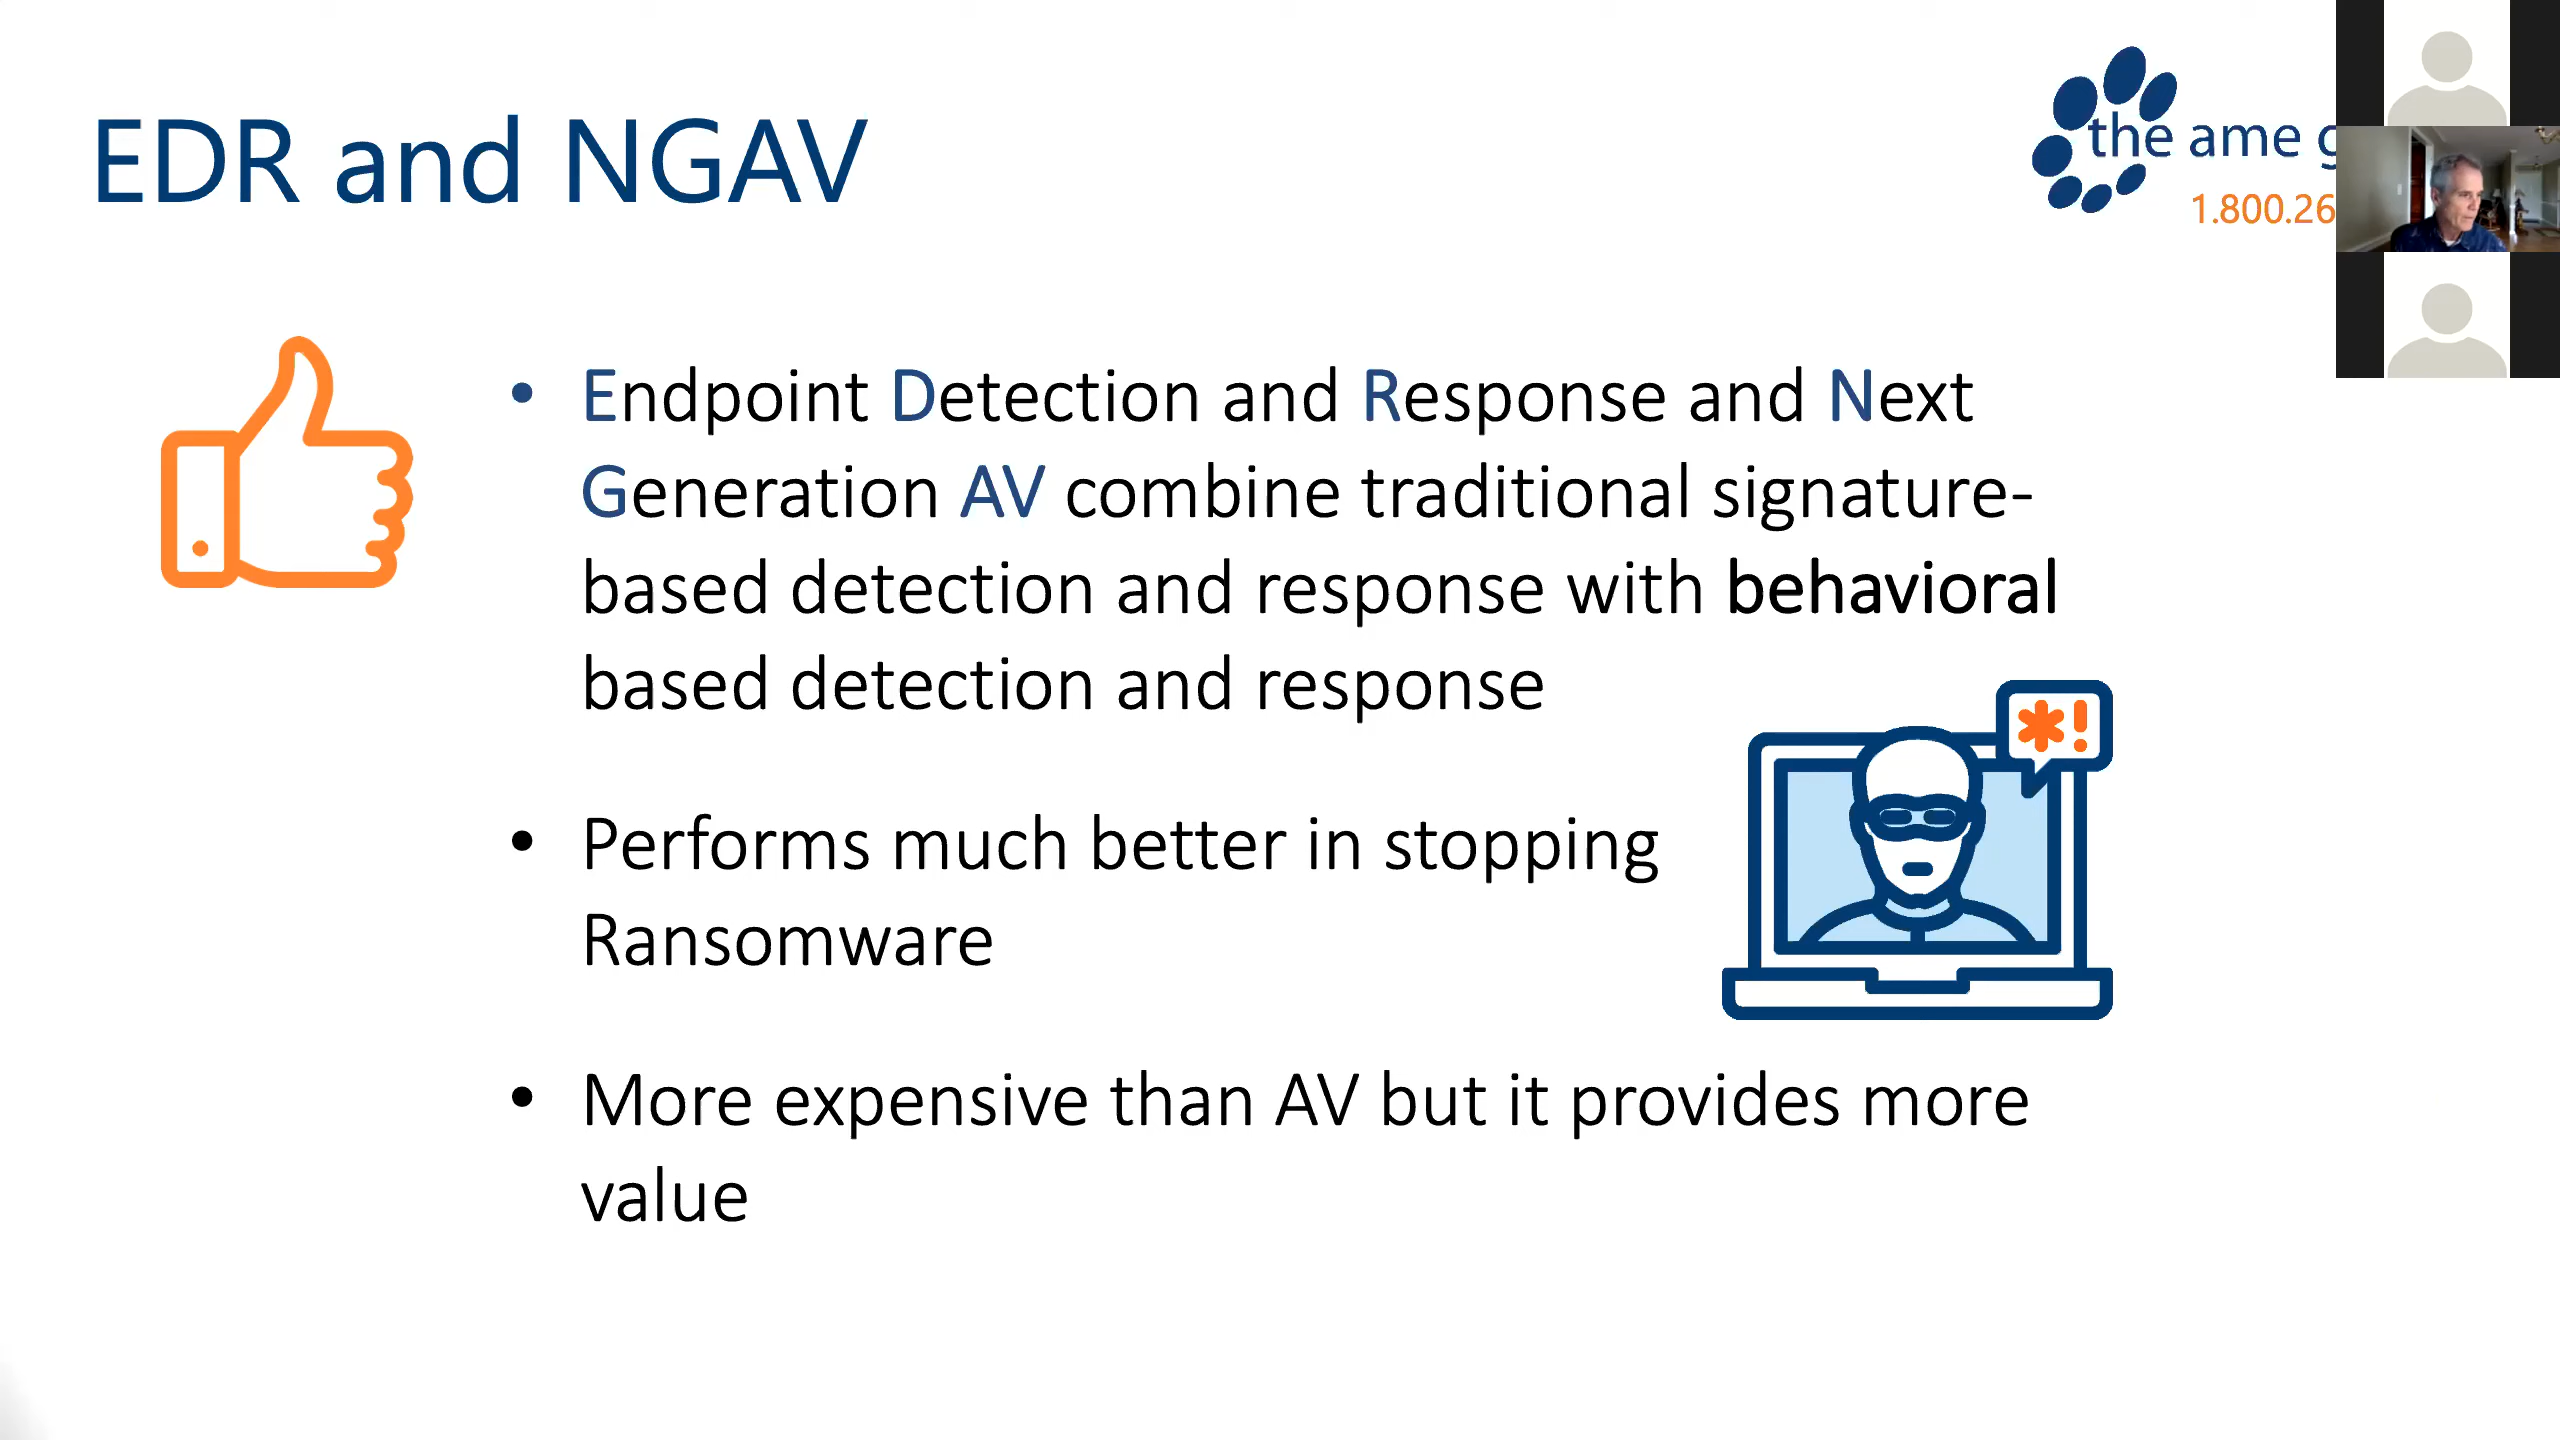 EDR and NGAV
the ame
1.800.26
• Endpoint Detection and Response and Next
Generation AV combine traditional signature-
based detection and response with behavioral
based detection and response
*!
• Performs much better in stopping
Ransomware
• More expensive than AV but it provides more
value